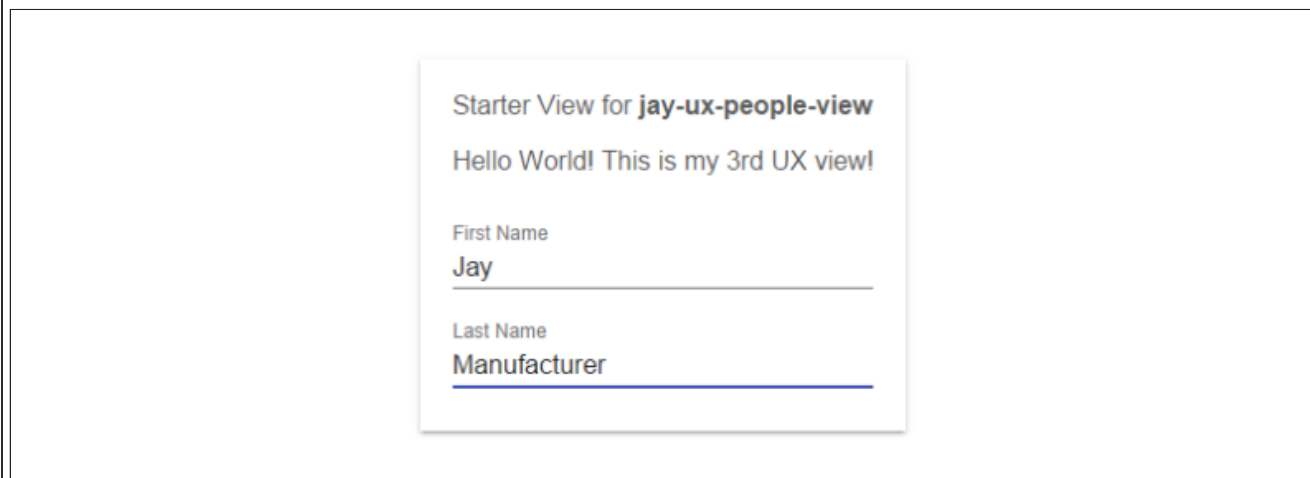 Starter View for jay-ux-people-view
Hello World! This is my 3rd UX view!
First Name
Jay
Last Name
Manufacturer